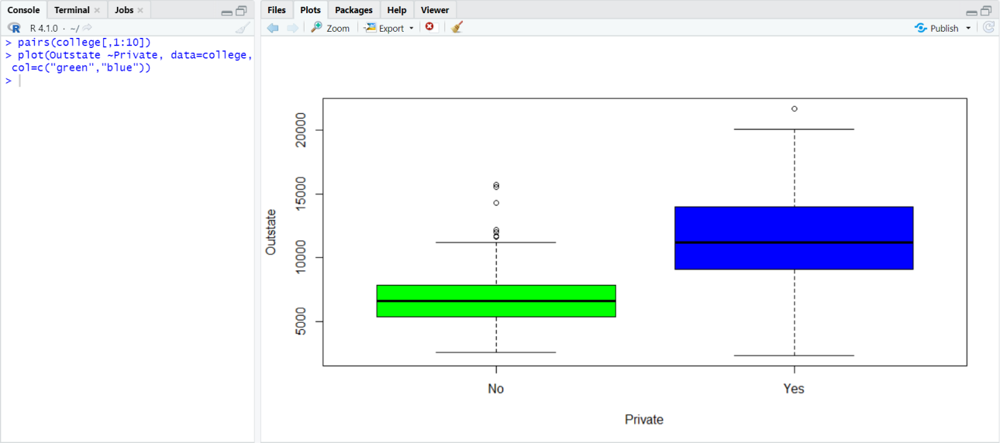 Console Terminal Jobs
R 4.1.0 · ~/
> pairs(college[,1:10])
> plot(Outstate ~Private, data=college,
col=c("green","blue"))
>
Files Plots Packages Help Viewer
Zoom Export Publish
20000
15000
10000
5000
Outstate
No Yes
Private